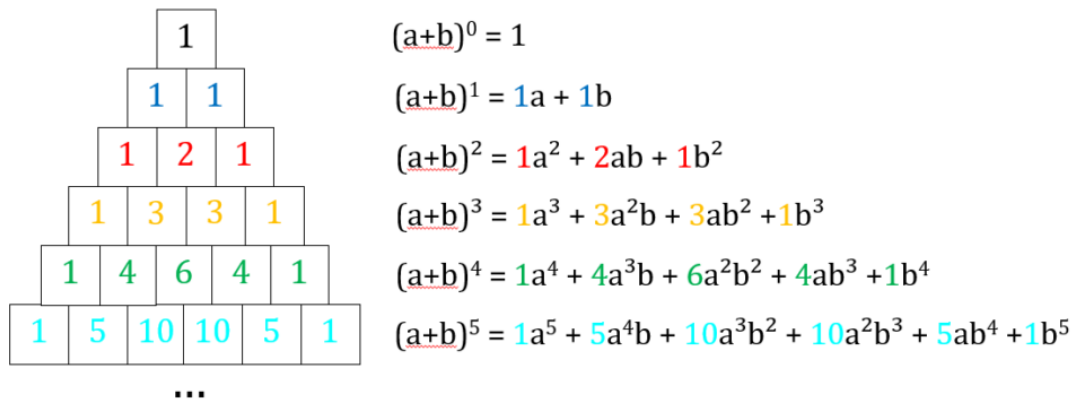 1 (a+b)⁰ = 1
1 1 (a+b)¹ = 1a + 1b
1 2 1 (a+b)² = 1a² + 2ab + 1b²
1 3 3 1 (a+b)³ = 1a³ + 3a²b + 3ab² +1b³
1 4 6 4 1 (a+b)⁴ = 1a⁴ + 4a³b + 6a²b² + 4ab³ +1b⁴
1 5 10 10 5 1 (a+b)⁵ = 1a⁵ + 5a⁴b + 10a³b² + 10a²b³ + 5ab⁴ +1b⁵
...